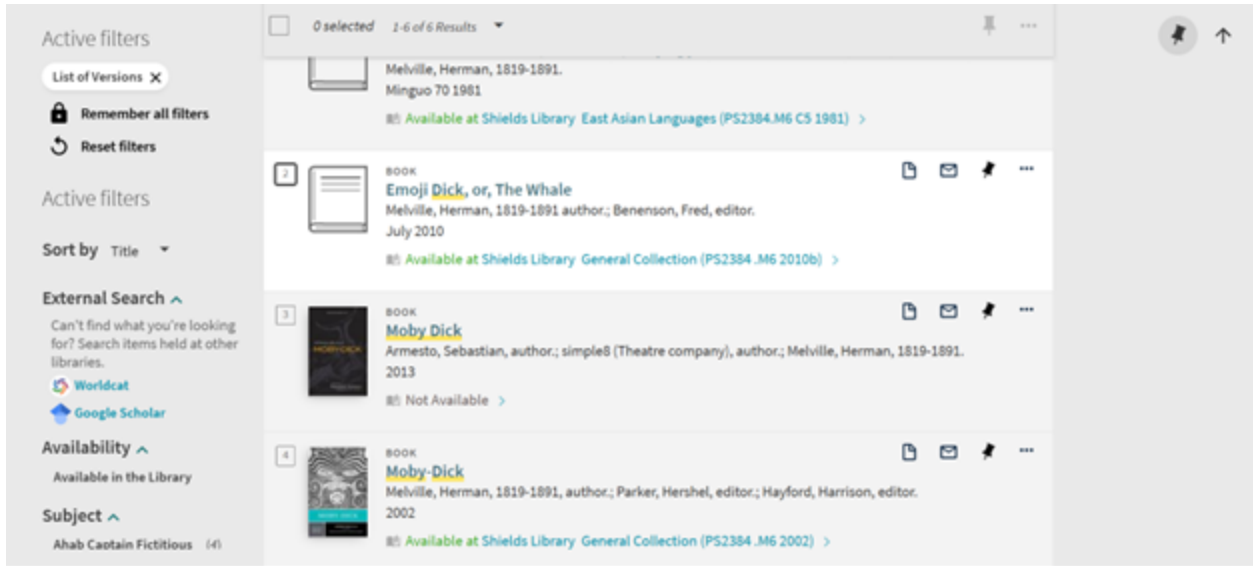 Active filters
List of Versions X
Remember all filters
Reset filters
Active filters
Sort by Title
External Search
Can't find what you're looking
for? Search items held at other
libraries.
Worldcat
Google Scholar
Availability
Available in the Library
Subject
Ahab Captain Fictitious (4)
0 selected 1-6 of 6 Results
Melville, Herman, 1819-1891.
Minguo 70 1981
Available at Shields Library East Asian Languages (PS2384.M6 C5 1981) >
2
BOOK
Emoji Dick, or, The Whale
Melville, Herman, 1819-1891 author.; Benenson, Fred, editor.
July 2010
Available at Shields Library General Collection (PS2384 .M6 2010b) >
3
BOOK
Moby Dick
Armesto, Sebastian, author.; simple8 (Theatre company), author.; Melville, Herman, 1819-1891.
2013
Not Available >
MOBY-DICK
4
BOOK
Moby-Dick
Melville, Herman, 1819-1891, author.; Parker, Hershel, editor.; Hayford, Harrison, editor.
2002
Available at Shields Library General Collection (PS2384 .M6 2002) >
MOBY DICK